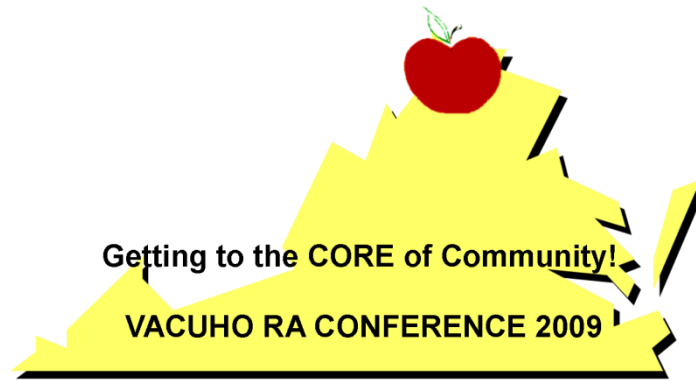 Getting to the CORE of Community!
VACUHO RA CONFERENCE 2009